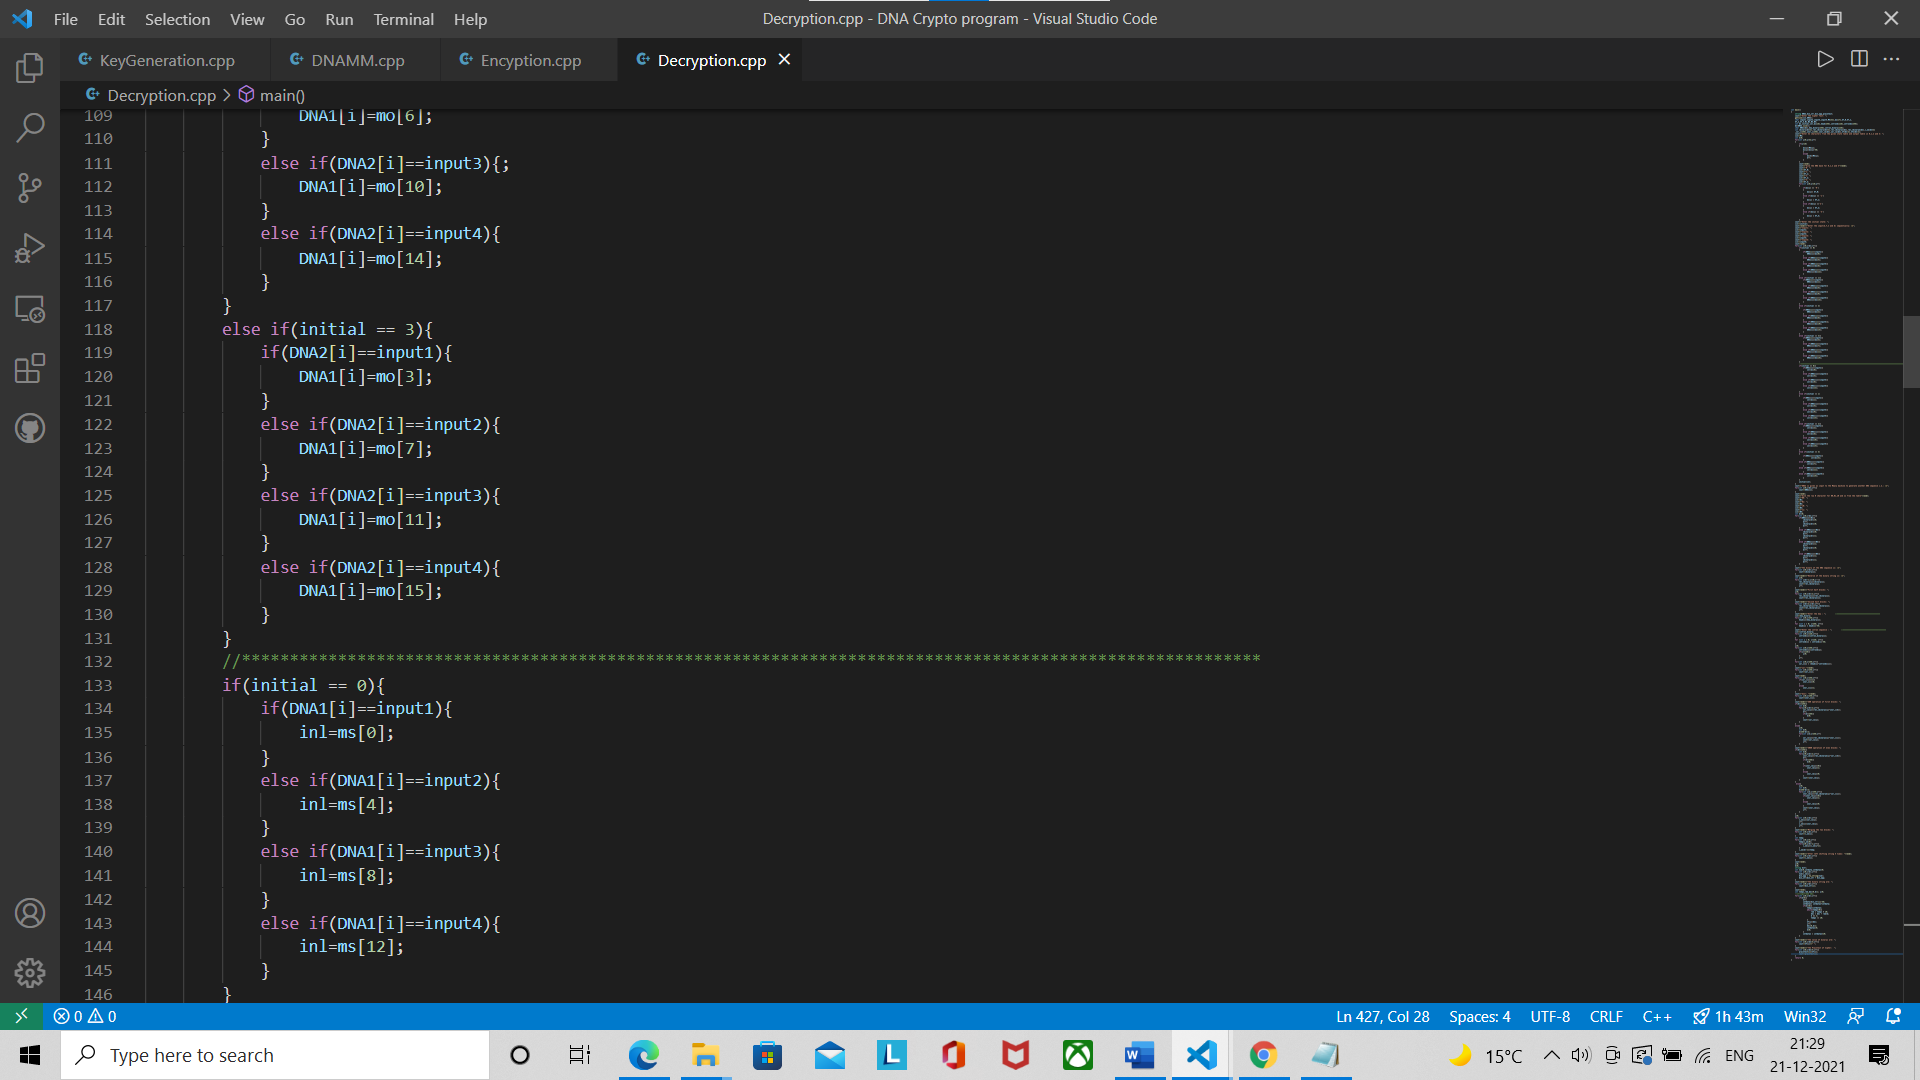 File Edit Selection View Go Run Terminal Help
Decryption.cpp - DNA Crypto program - Visual Studio Code
KeyGeneration.cpp DNAMM.cpp Encyption.cpp Decryption.cpp
Decryption.cpp > main()
109 DNA1[i]=mo[6];
110 }
111 else if(DNA2[i]==input3){;
112 DNA1[i]=mo[10];
113 }
114 else if(DNA2[i]==input4){
115 DNA1[i]=mo[14];
116 }
117 }
118 else if(initial == 3){
119 if(DNA2[i]==input1){
120 DNA1[i]=mo[3];
121 }
122 else if(DNA2[i]==input2){
123 DNA1[i]=mo[7];
124 }
125 else if(DNA2[i]==input3){
126 DNA1[i]=mo[11];
127 }
128 else if(DNA2[i]==input4){
129 DNA1[i]=mo[15];
130 }
131 }
132 //***********************************************************************************************************
133 if(initial == 0){
134 if(DNA1[i]==input1){
135 inl=ms[0];
136 }
137 else if(DNA1[i]==input2){
138 inl=ms[4];
139 }
140 else if(DNA1[i]==input3){
141 inl=ms[8];
142 }
143 else if(DNA1[i]==input4){
144 inl=ms[12];
145 }
146 }
0 0 Ln 427, Col 28 Spaces: 4 UTF-8 CRLF C++ 1h 43m Win32
Type here to search
15°C ENG 21:29
21-12-2021